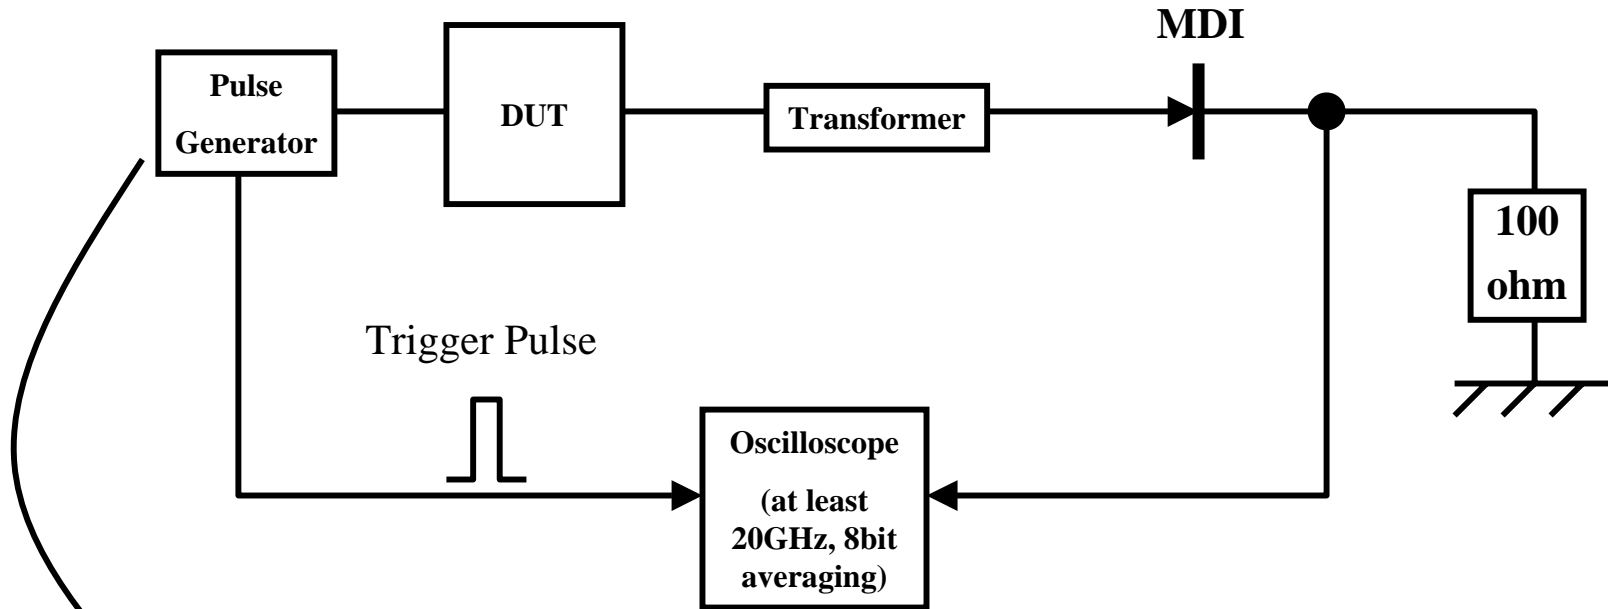 MDI
Pulse
Generator
DUT
Transformer
100
ohm
Trigger Pulse
Oscilloscope
(at least
20GHz, 8bit
averaging)